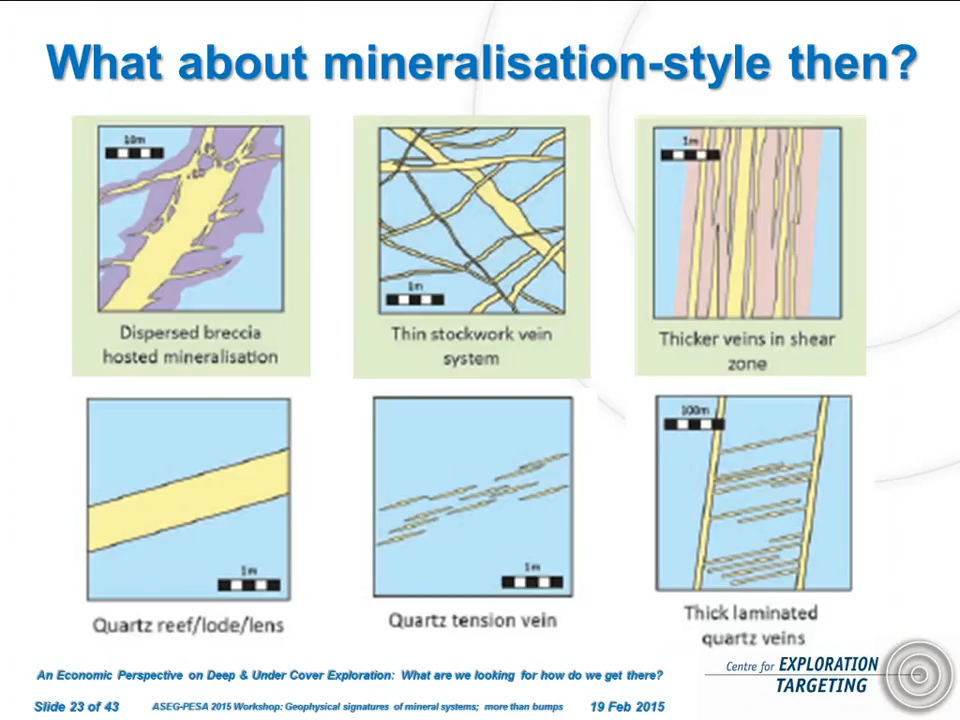 What about mineralisation-style then?
10m
1m
1m
Dispersed breccia
hosted mineralisation
Thin stockwork vein
system
Thicker veins in shear
zone
1m
1m
100m
Quartz reef/lode/lens
Quartz tension vein
Thick laminated
quartz veins
An Economic Perspective on Deep & Under Cover Exploration: What are we looking for how do we get there?
Centre for EXPLORATION
TARGETING
Slide 23 of 43 ASEG-PESA 2015 Workshop: Geophysical signatures of mineral systems; more than bumps 19 Feb 2015